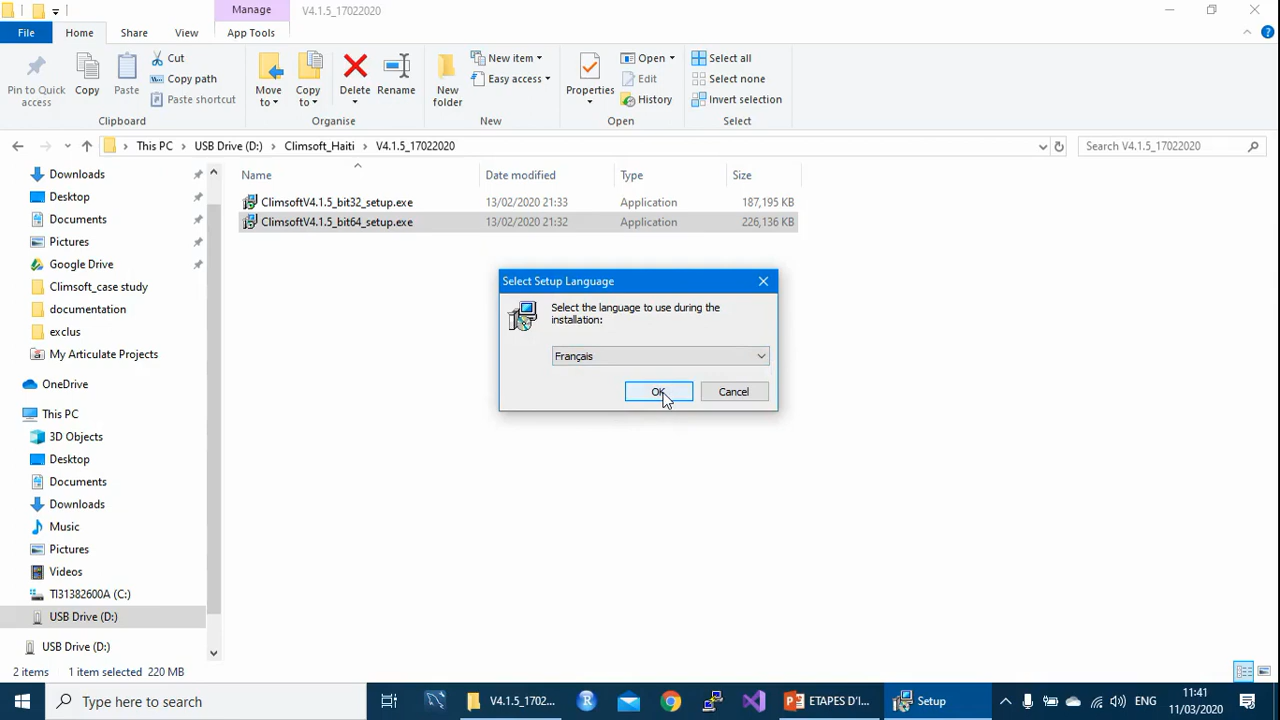 Manage
V4.1.5_17022020
File
Home
Share
View
App Tools
Pin to Quick access
Copy
Paste
Cut
Copy path
Paste shortcut
Clipboard
Move to
Copy to
Delete
Rename
Organise
New folder
New item
Easy access
New
Properties
Open
Edit
History
Open
Select all
Select none
Invert selection
Select
This PC > USB Drive (D:) > Climsoft_Haiti > V4.1.5_17022020
Search V4.1.5_17022020
Name
Date modified
Type
Size
ClimsoftV4.1.5_bit32_setup.exe 13/02/2020 21:33 Application 187,195 KB
ClimsoftV4.1.5_bit64_setup.exe 13/02/2020 21:32 Application 226,136 KB
Downloads
Desktop
Documents
Pictures
Google Drive
Climsoft_case study
documentation
exclus
My Articulate Projects
OneDrive
This PC
3D Objects
Desktop
Documents
Downloads
Music
Pictures
Videos
TI31382600A (C:)
USB Drive (D:)
USB Drive (D:)
Select Setup Language
Select the language to use during the
installation:
Français
OK
Cancel
2 items
1 item selected 220 MB
Type here to search
V4.1.5_1702...
ETAPES D'I...
Setup
ENG
11:41
11/03/2020